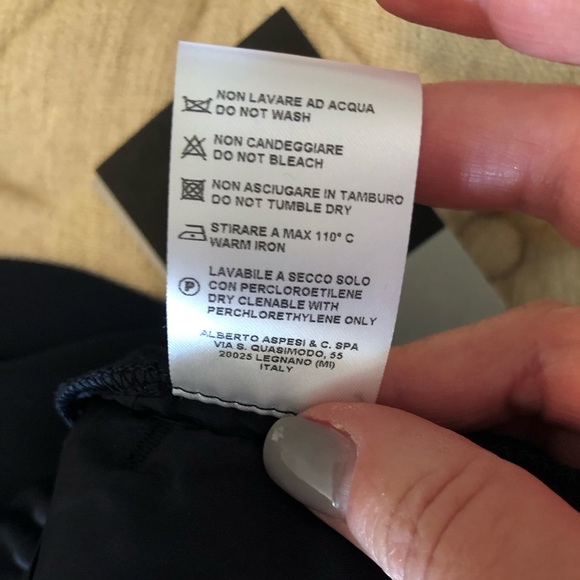 NON LAVARE AD ACQUA
DO NOT WASH
NON CANDEGGIARE
DO NOT BLEACH
NON ASCIUGARE IN TAMBURO
DO NOT TUMBLE DRY
STIRARE A MAX 110° C
WARM IRON
P
LAVABILE A SECCO SOLO
CON PERCLOROETILENE
DRY CLENABLE WITH
PERCHLORETHYLENE ONLY
ALBERTO ASPESI & C. SPA
VIA S. QUASIMODO, 55
20025 LEGNANO (MI)
ITALY